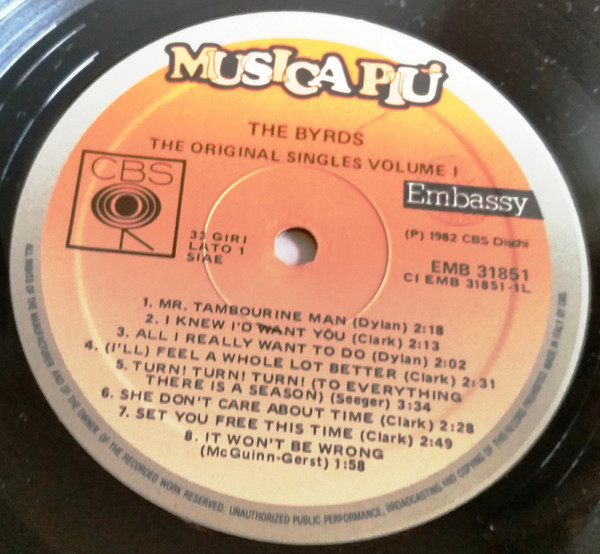 MUSICA PIÙ
THE BYRDS
THE ORIGINAL SINGLES VOLUME I
CBS
Embassy
33 GIRI
LATO 1
SIAE
(P) 1982 CBS Dischi
EMB 31851
CI EMB 31851-1L
1. MR. TAMBOURINE MAN (Dylan) 2:18
2. I KNEW I'D WANT YOU (Clark) 2:13
3. ALL I REALLY WANT TO DO (Dylan) 2:02
4. (I'LL) FEEL A WHOLE LOT BETTER (Clark) 2:31
5. TURN! TURN! TURN! (TO EVERYTHING
THERE IS A SEASON) (Seeger) 3:34
6. SHE DON'T CARE ABOUT TIME (Clark) 2:28
7. SET YOU FREE THIS TIME (Clark) 2:49
8. IT WON'T BE WRONG
(McGuinn-Gerst) 1:58
ALL RIGHTS OF THE MANUFACTURER AND OF THE OWNER OF THE RECORDED WORK RESERVED. UNAUTHORIZED PUBLIC PERFORMANCE, BROADCASTING AND COPYING OF THIS RECORD PROHIBITED. MADE IN ITALY BY CBS.